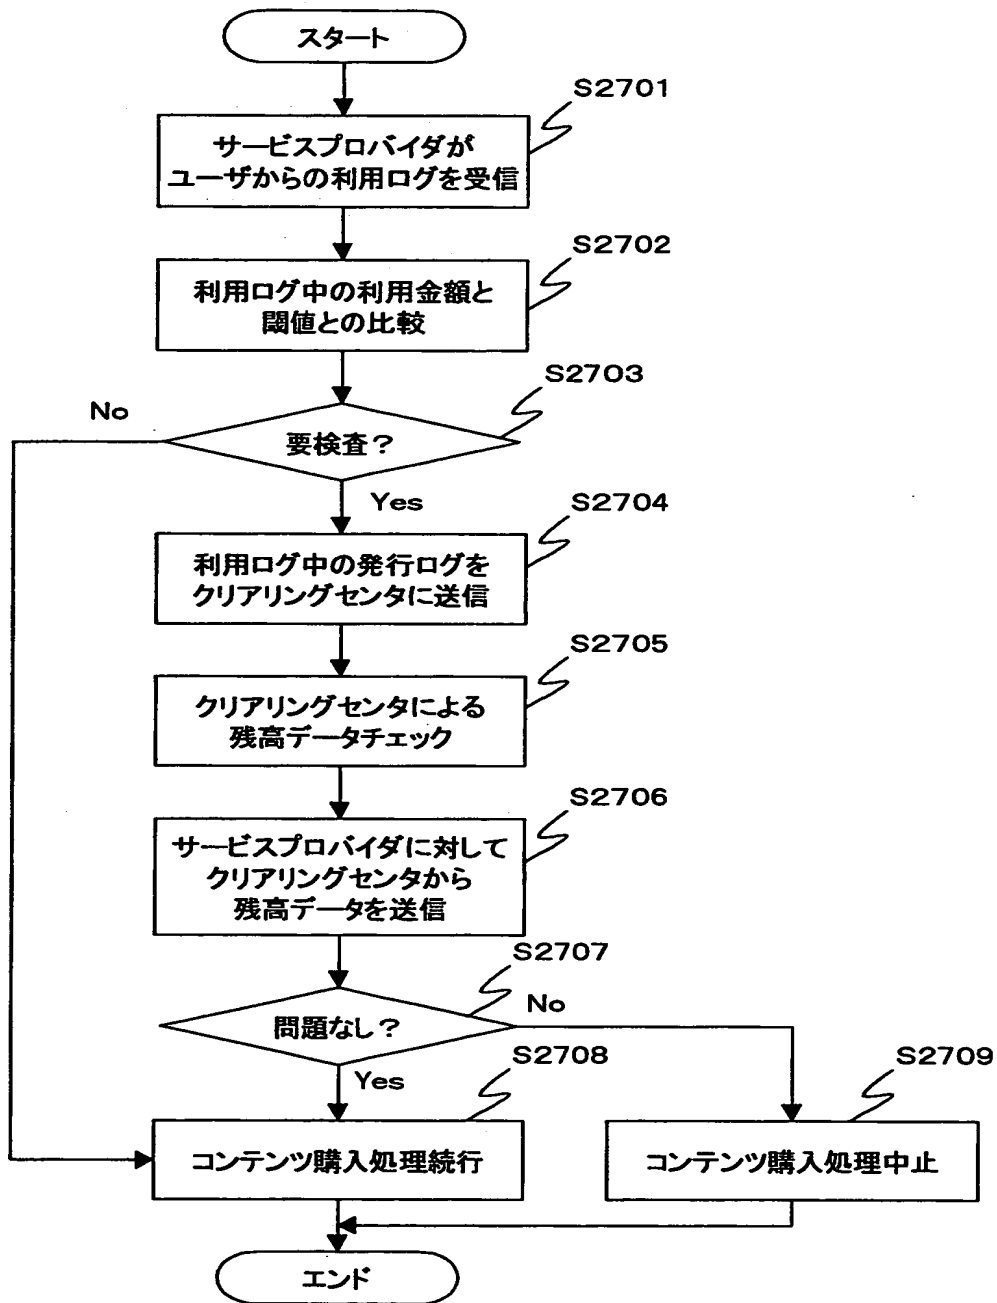 スタート
S2701
サービスプロバイダが
ユーザからの利用ログを受信
S2702
利用ログ中の利用金額と
閾値との比較
S2703
No
要検査？
Yes
S2704
利用ログ中の発行ログを
クリアリングセンタに送信
S2705
クリアリングセンタによる
残高データチェック
S2706
サービスプロバイダに対して
クリアリングセンタから
残高データを送信
S2707
No
問題なし？
S2708
Yes
S2709
コンテンツ購入処理続行
コンテンツ購入処理中止
エンド